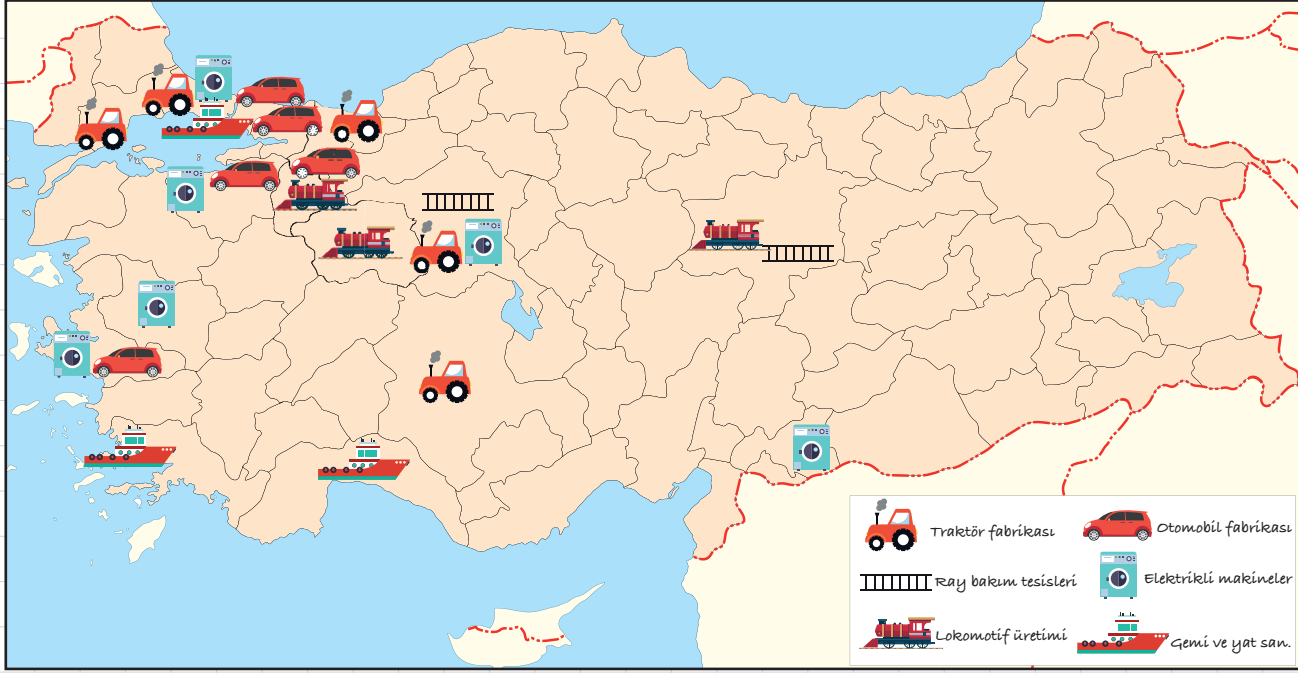 Traktör fabrikası
Otomobil fabrikası
Ray bakım tesisleri
Elektrikli makineler
Lokomotif üretimi
Gemi ve yat san.